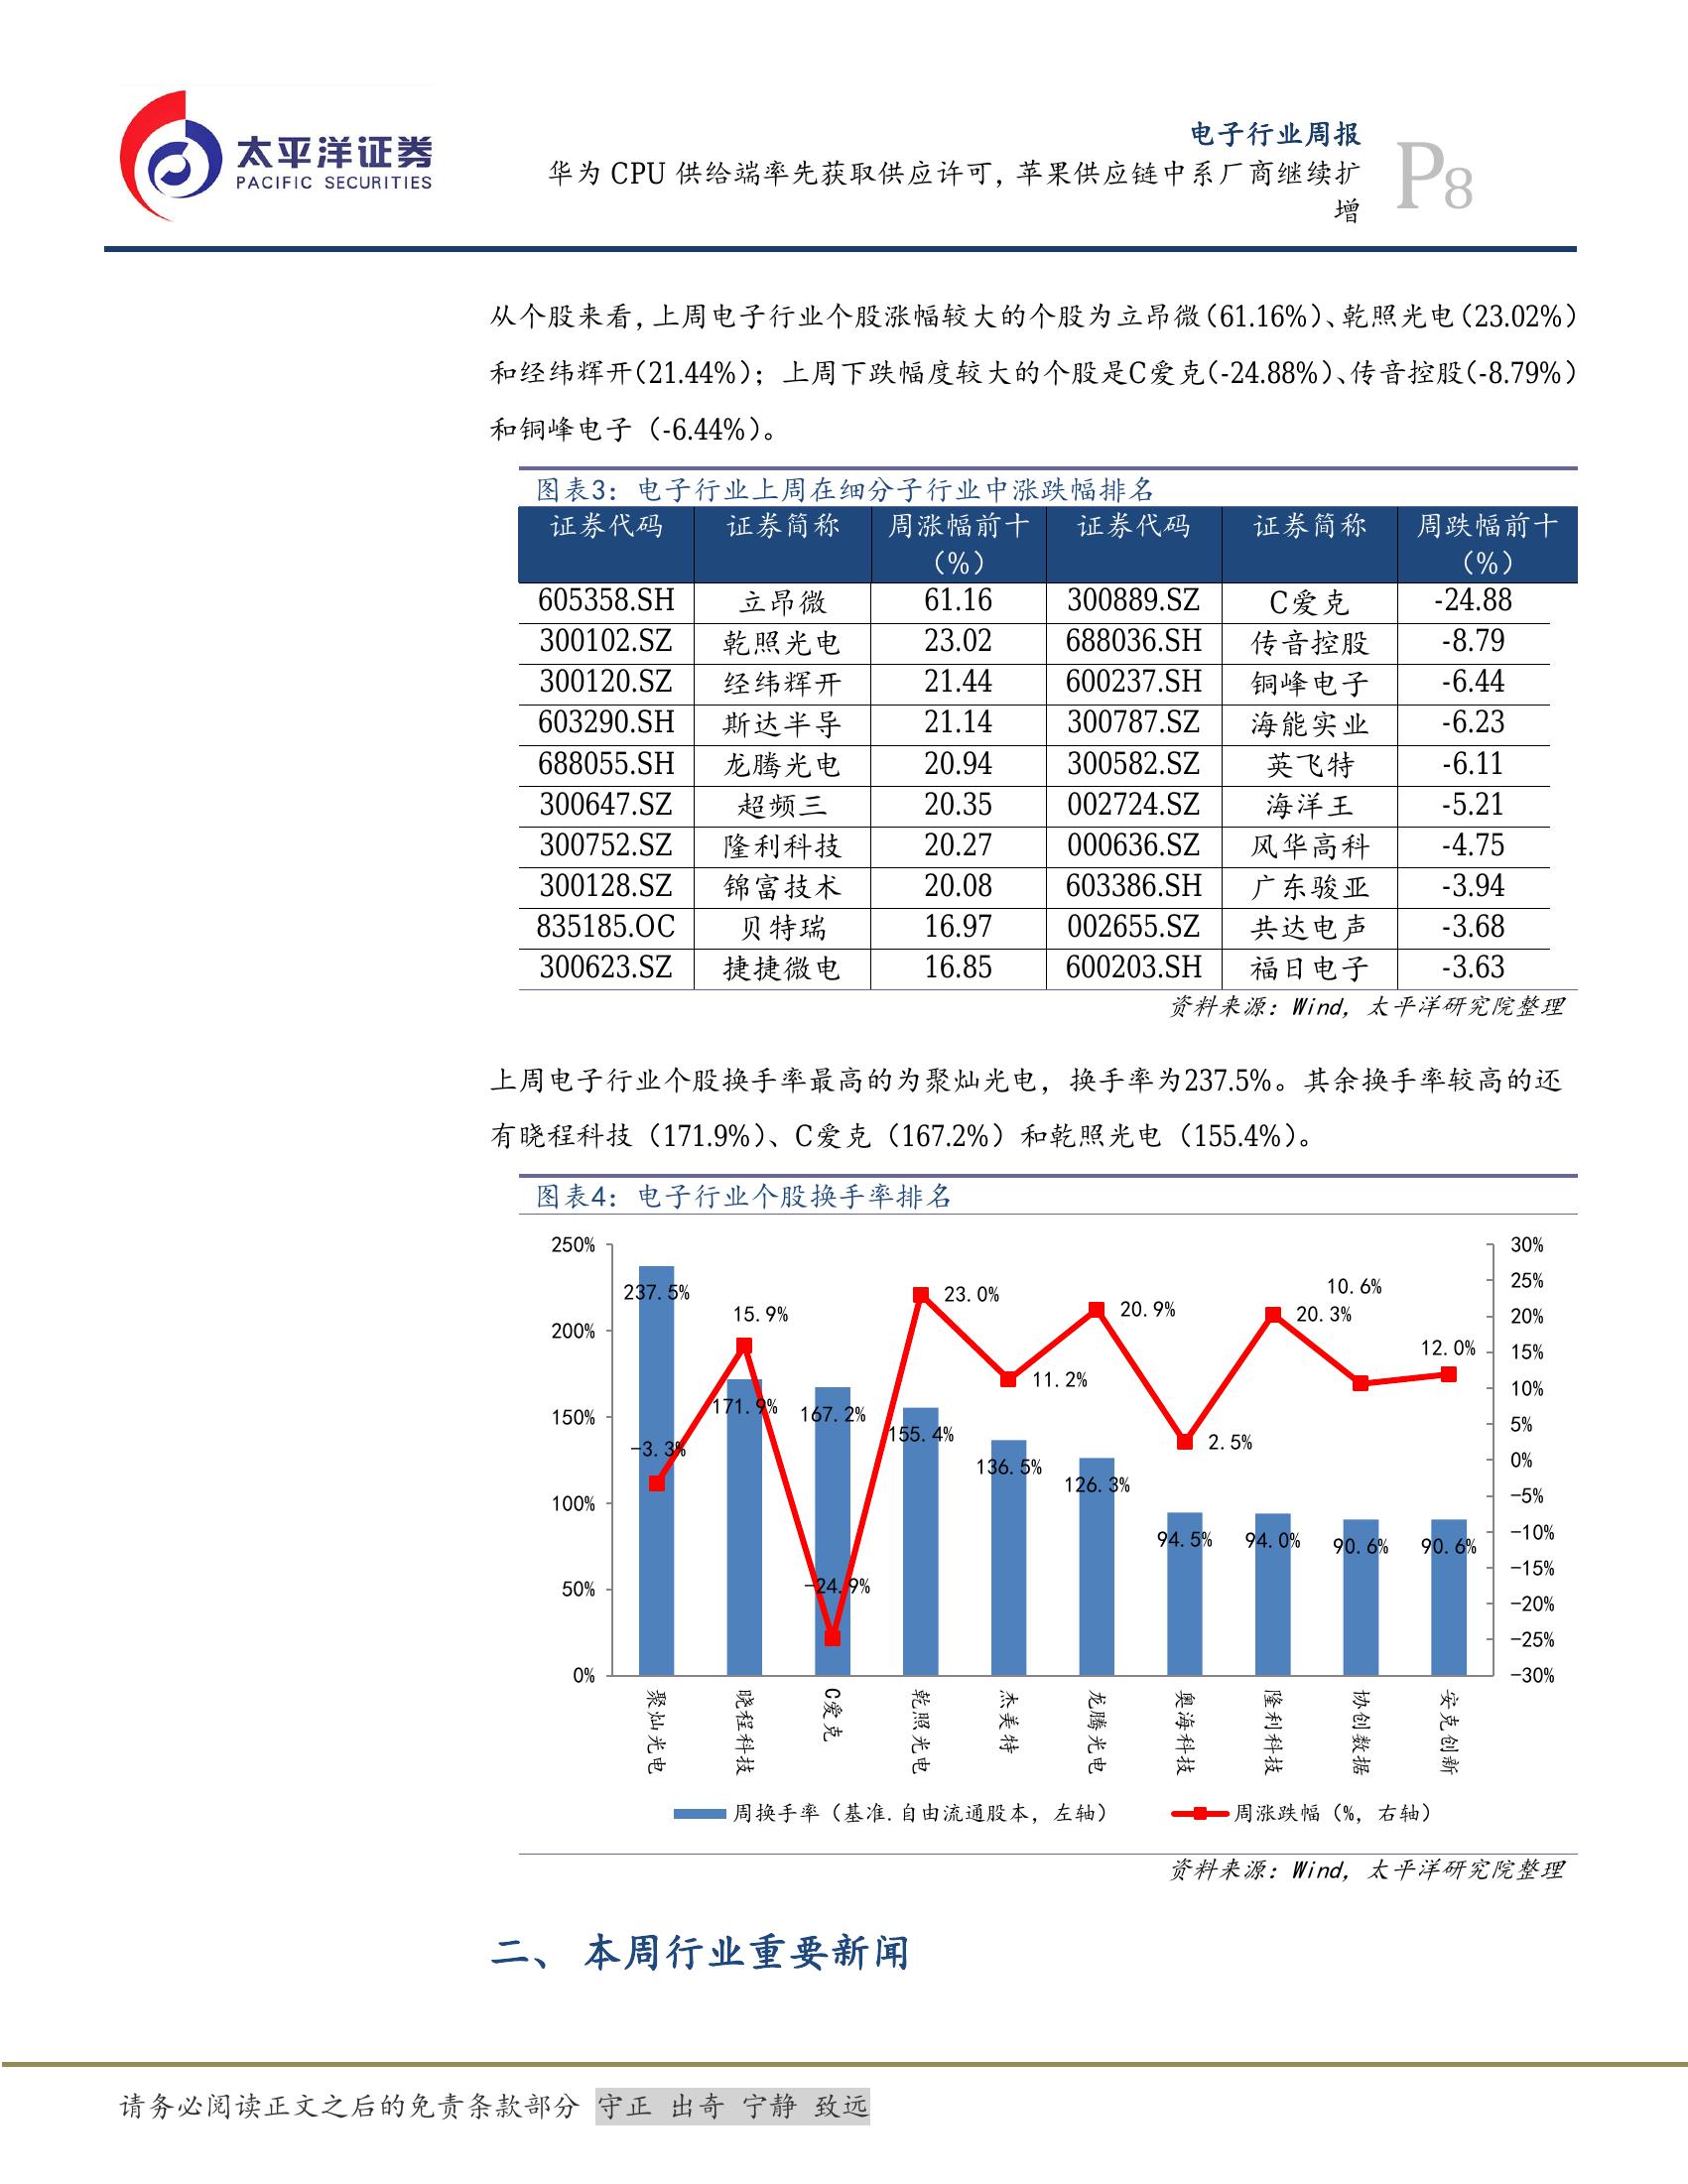 太平洋证券
PACIFIC SECURITIES
电子行业周报
华为 CPU 供给端率先获取供应许可，苹果供应链中系厂商继续扩
增
P8
从个股来看，上周电子行业个股涨幅较大的个股为立昂微（61.16%）、乾照光电（23.02%）
和经纬辉开（21.44%）；上周下跌幅度较大的个股是C爱克（-24.88%）、传音控股（-8.79%）
和铜峰电子（-6.44%）。
图表3：电子行业上周在细分子行业中涨跌幅排名
证券代码 证券简称 周涨幅前十（%） 证券代码 证券简称 周跌幅前十（%）
605358.SH 立昂微 61.16 300889.SZ C爱克 -24.88
300102.SZ 乾照光电 23.02 688036.SH 传音控股 -8.79
300120.SZ 经纬辉开 21.44 600237.SH 铜峰电子 -6.44
603290.SH 斯达半导 21.14 300787.SZ 海能实业 -6.23
688055.SH 龙腾光电 20.94 300582.SZ 英飞特 -6.11
300647.SZ 超频三 20.35 002724.SZ 海洋王 -5.21
300752.SZ 隆利科技 20.27 000636.SZ 风华高科 -4.75
300128.SZ 锦富技术 20.08 603386.SH 广东骏亚 -3.94
835185.OC 贝特瑞 16.97 002655.SZ 共达电声 -3.68
300623.SZ 捷捷微电 16.85 600203.SH 福日电子 -3.63
资料来源：Wind，太平洋研究院整理
上周电子行业个股换手率最高的为聚灿光电，换手率为237.5%。其余换手率较高的还
有晓程科技（171.9%）、C爱克（167.2%）和乾照光电（155.4%）。
图表4：电子行业个股换手率排名
250%
200%
150%
100%
50%
0%
237.5%
171.9%
167.2%
155.4%
136.5%
126.3%
94.5%
94.0%
90.6%
90.6%
-3.3%
15.9%
-24.9%
23.0%
11.2%
20.9%
2.5%
20.3%
10.6%
12.0%
30%
25%
20%
15%
10%
5%
0%
-5%
-10%
-15%
-20%
-25%
-30%
聚灿光电
晓程科技
C爱克
乾照光电
杰美特
龙腾光电
奥海科技
隆利科技
协创数据
安克创新
周换手率（基准.自由流通股本，左轴）
周涨跌幅（%，右轴）
资料来源：Wind，太平洋研究院整理
二、 本周行业重要新闻
请务必阅读正文之后的免责条款部分 守正 出奇 宁静 致远